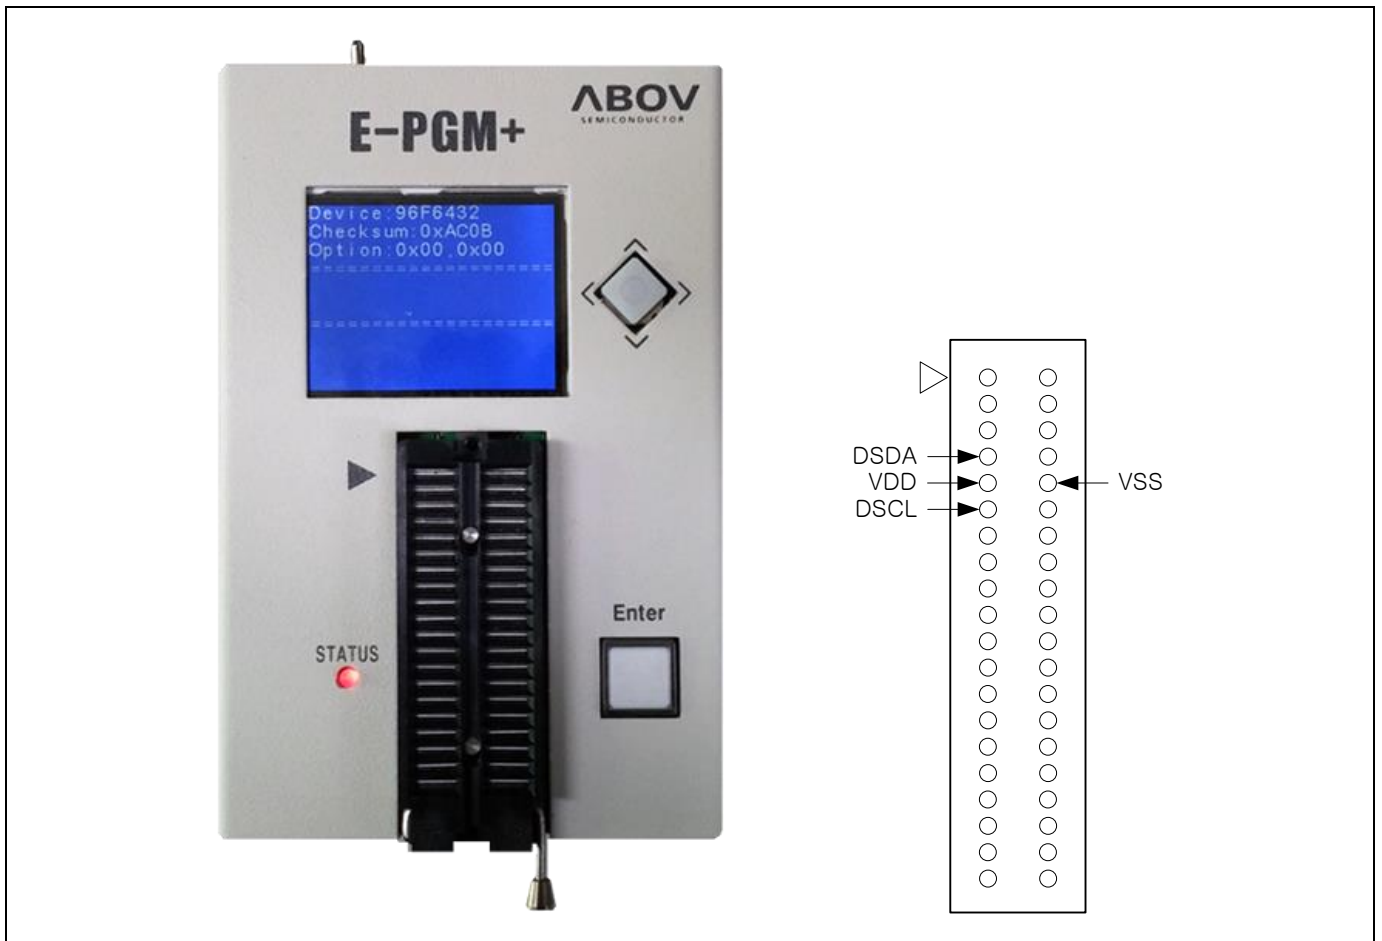 ABOV
SEMICONDUCTOR
E-PGM+
Device:96F6432
Checksum:0xAC0B
Option:0x00,0x00
Enter
STATUS
DSDA
VDD
DSCL
VSS